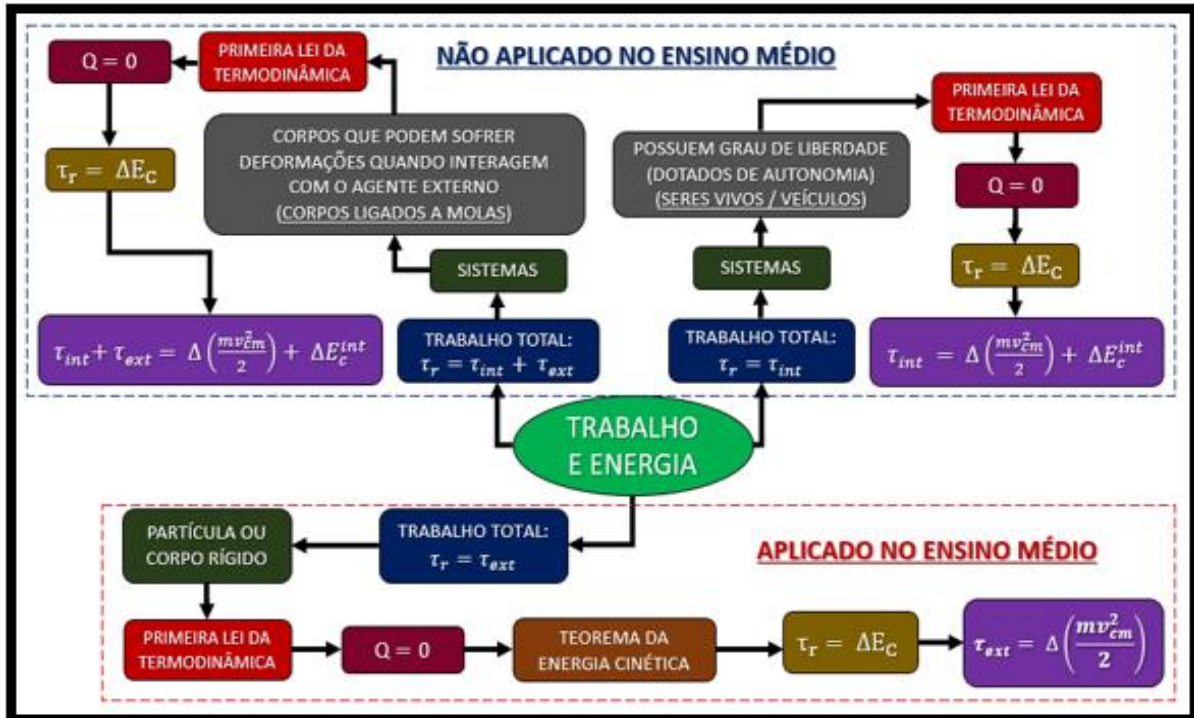 NÃO APLICADO NO ENSINO MÉDIO
Q = 0
PRIMEIRA LEI DA
TERMODINÂMICA
τr = ΔEC
CORPOS QUE PODEM SOFRER
DEFORMAÇÕES QUANDO INTERAGEM
COM O AGENTE EXTERNO
(CORPOS LIGADOS A MOLAS)
SISTEMAS
τint + τext = Δ(mv²cm/2) + ΔEc^int
TRABALHO TOTAL:
τr = τint + τext
POSSUEM GRAU DE LIBERDADE
(DOTADOS DE AUTONOMIA)
(SERES VIVOS / VEÍCULOS)
SISTEMAS
TRABALHO TOTAL:
τr = τint
PRIMEIRA LEI DA
TERMODINÂMICA
Q = 0
τr = ΔEC
τint = Δ(mv²cm/2) + ΔEc^int
TRABALHO
E ENERGIA
APLICADO NO ENSINO MÉDIO
TRABALHO TOTAL:
τr = τext
PARTÍCULA OU
CORPO RÍGIDO
PRIMEIRA LEI DA
TERMODINÂMICA
Q = 0
TEOREMA DA
ENERGIA CINÉTICA
τr = ΔEC
τext = Δ(mv²cm/2)